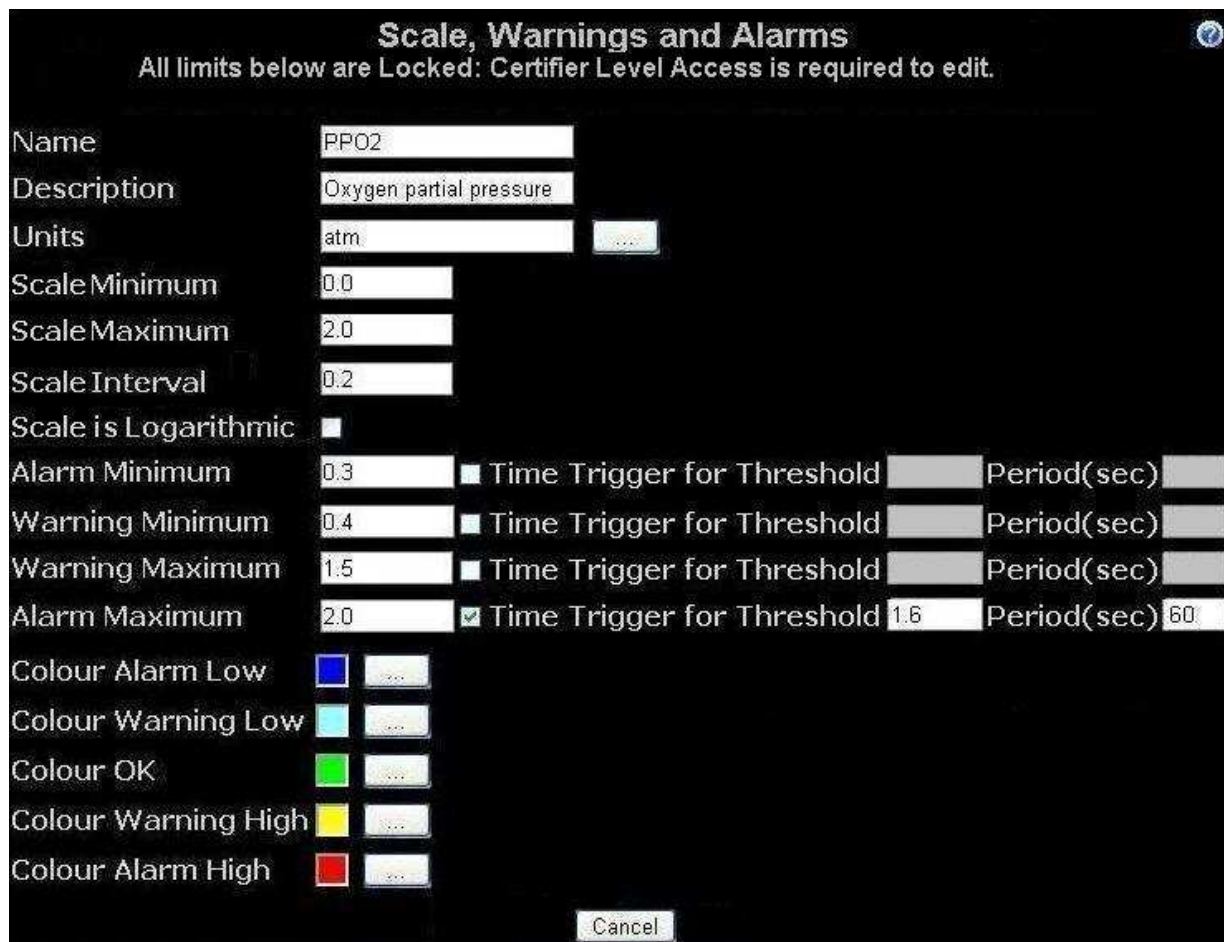 Scale, Warnings and Alarms
?
All limits below are Locked: Certifier Level Access is required to edit.
Name PPO2
Description Oxygen partial pressure
Units atm ...
Scale Minimum 0.0
Scale Maximum 2.0
Scale Interval 0.2
Scale is Logarithmic
Alarm Minimum 0.3 Time Trigger for Threshold Period(sec)
Warning Minimum 0.4 Time Trigger for Threshold Period(sec)
Warning Maximum 1.5 Time Trigger for Threshold Period(sec)
Alarm Maximum 2.0 Time Trigger for Threshold 1.6 Period(sec) 60
Colour Alarm Low ...
Colour Warning Low ...
Colour OK ...
Colour Warning High ...
Colour Alarm High ...
Cancel